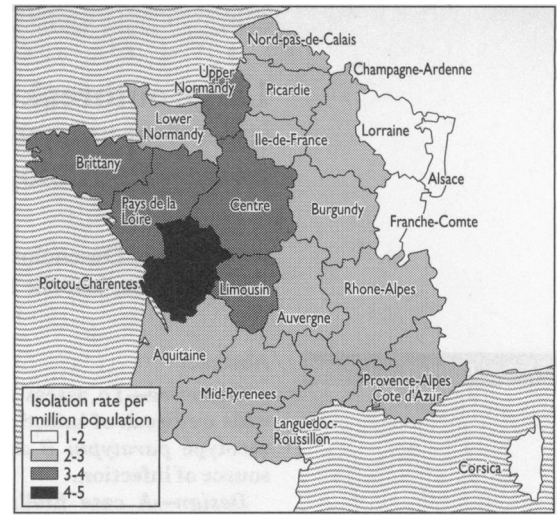 Nord-pas-de-Calais
Champagne-Ardenne
Upper
Normandy
Picardie
Lower
Normandy
Ile-de-France
Lorraine
Alsace
Brittany
Pays de la
Loire
Centre
Burgundy
Franche-Comte
Poitou-Charentes
Limousin
Auvergne
Rhone-Alpes
Aquitaine
Mid-Pyrenees
Provence-Alpes
Cote d'Azur
Languedoc-
Roussillon
Corsica
Isolation rate per
million population
1-2
2-3
3-4
4-5